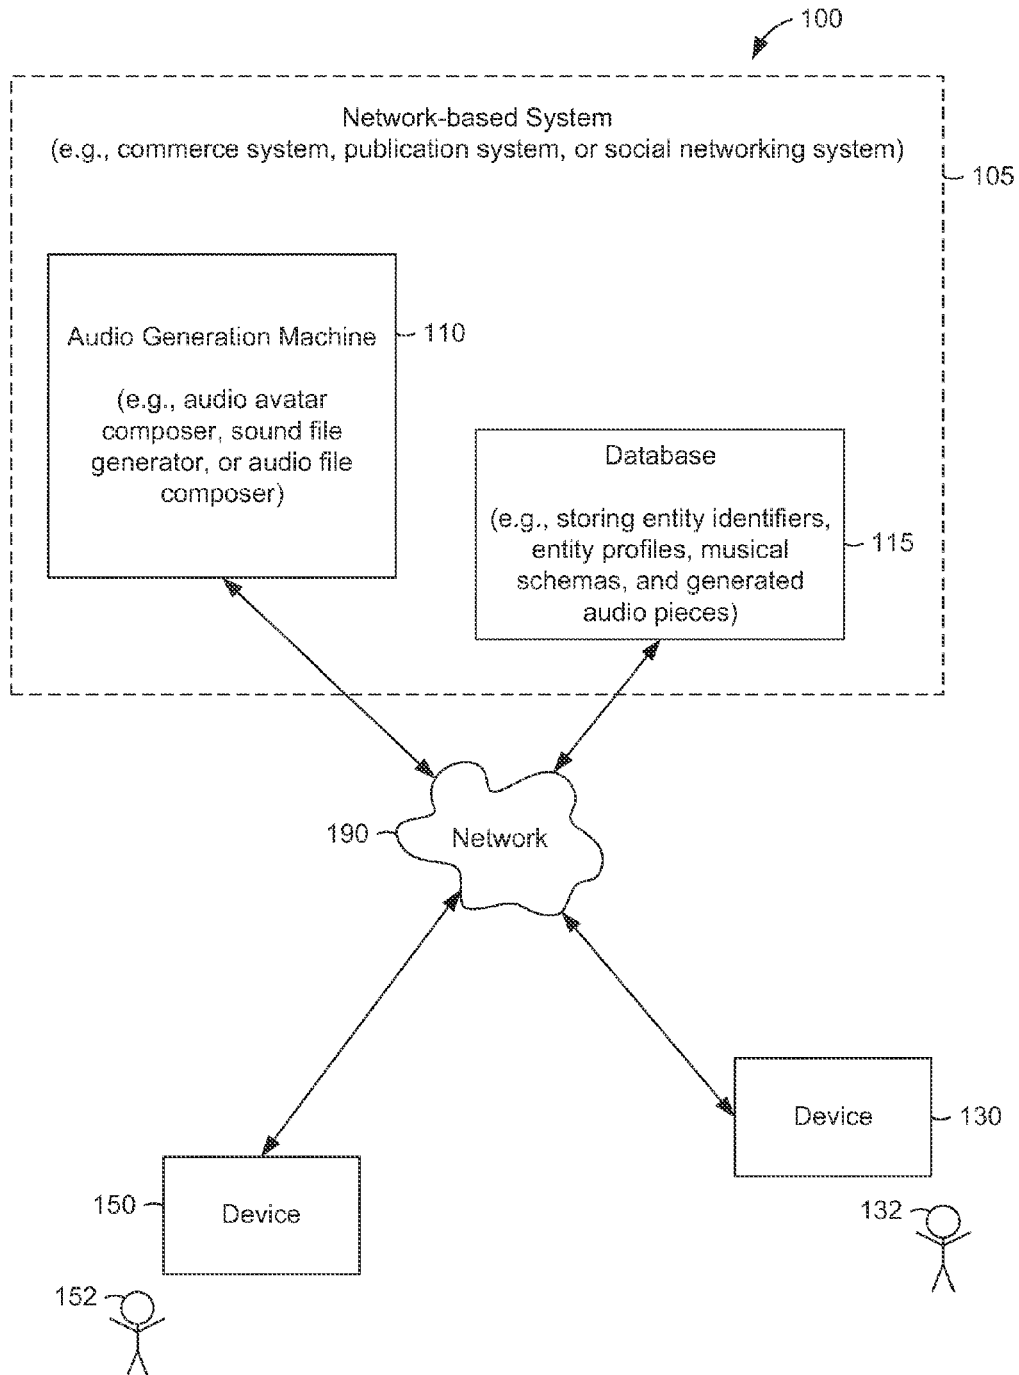 100
Network-based System
(e.g., commerce system, publication system, or social networking system)
105
Audio Generation Machine
110
(e.g., audio avatar
composer, sound file
generator, or audio file
composer)
Database
(e.g., storing entity identifiers,
entity profiles, musical
schemas, and generated
audio pieces)
115
190
Network
Device
130
150
Device
132
152